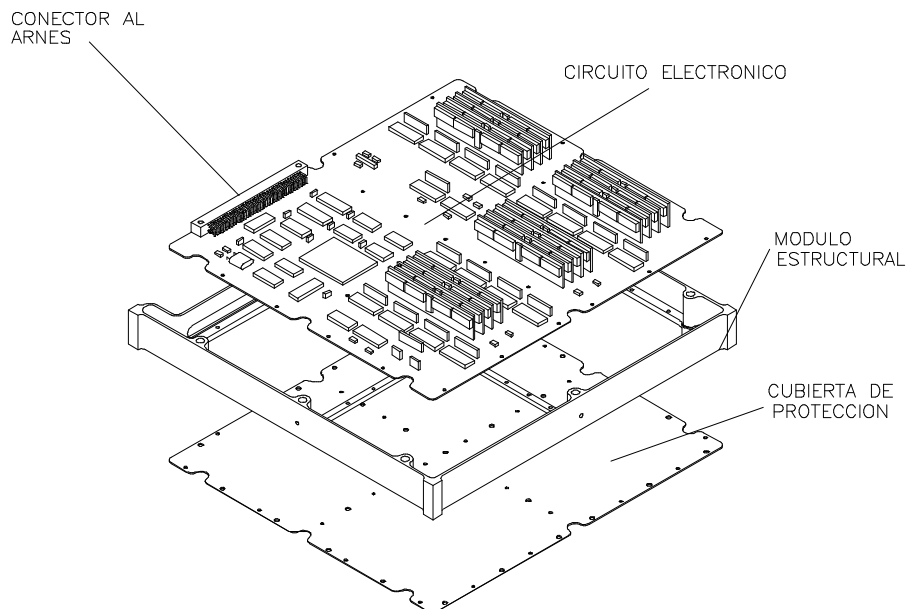 CONECTOR AL
ARNES
CIRCUITO ELECTRONICO
MODULO
ESTRUCTURAL
CUBIERTA DE
PROTECCION